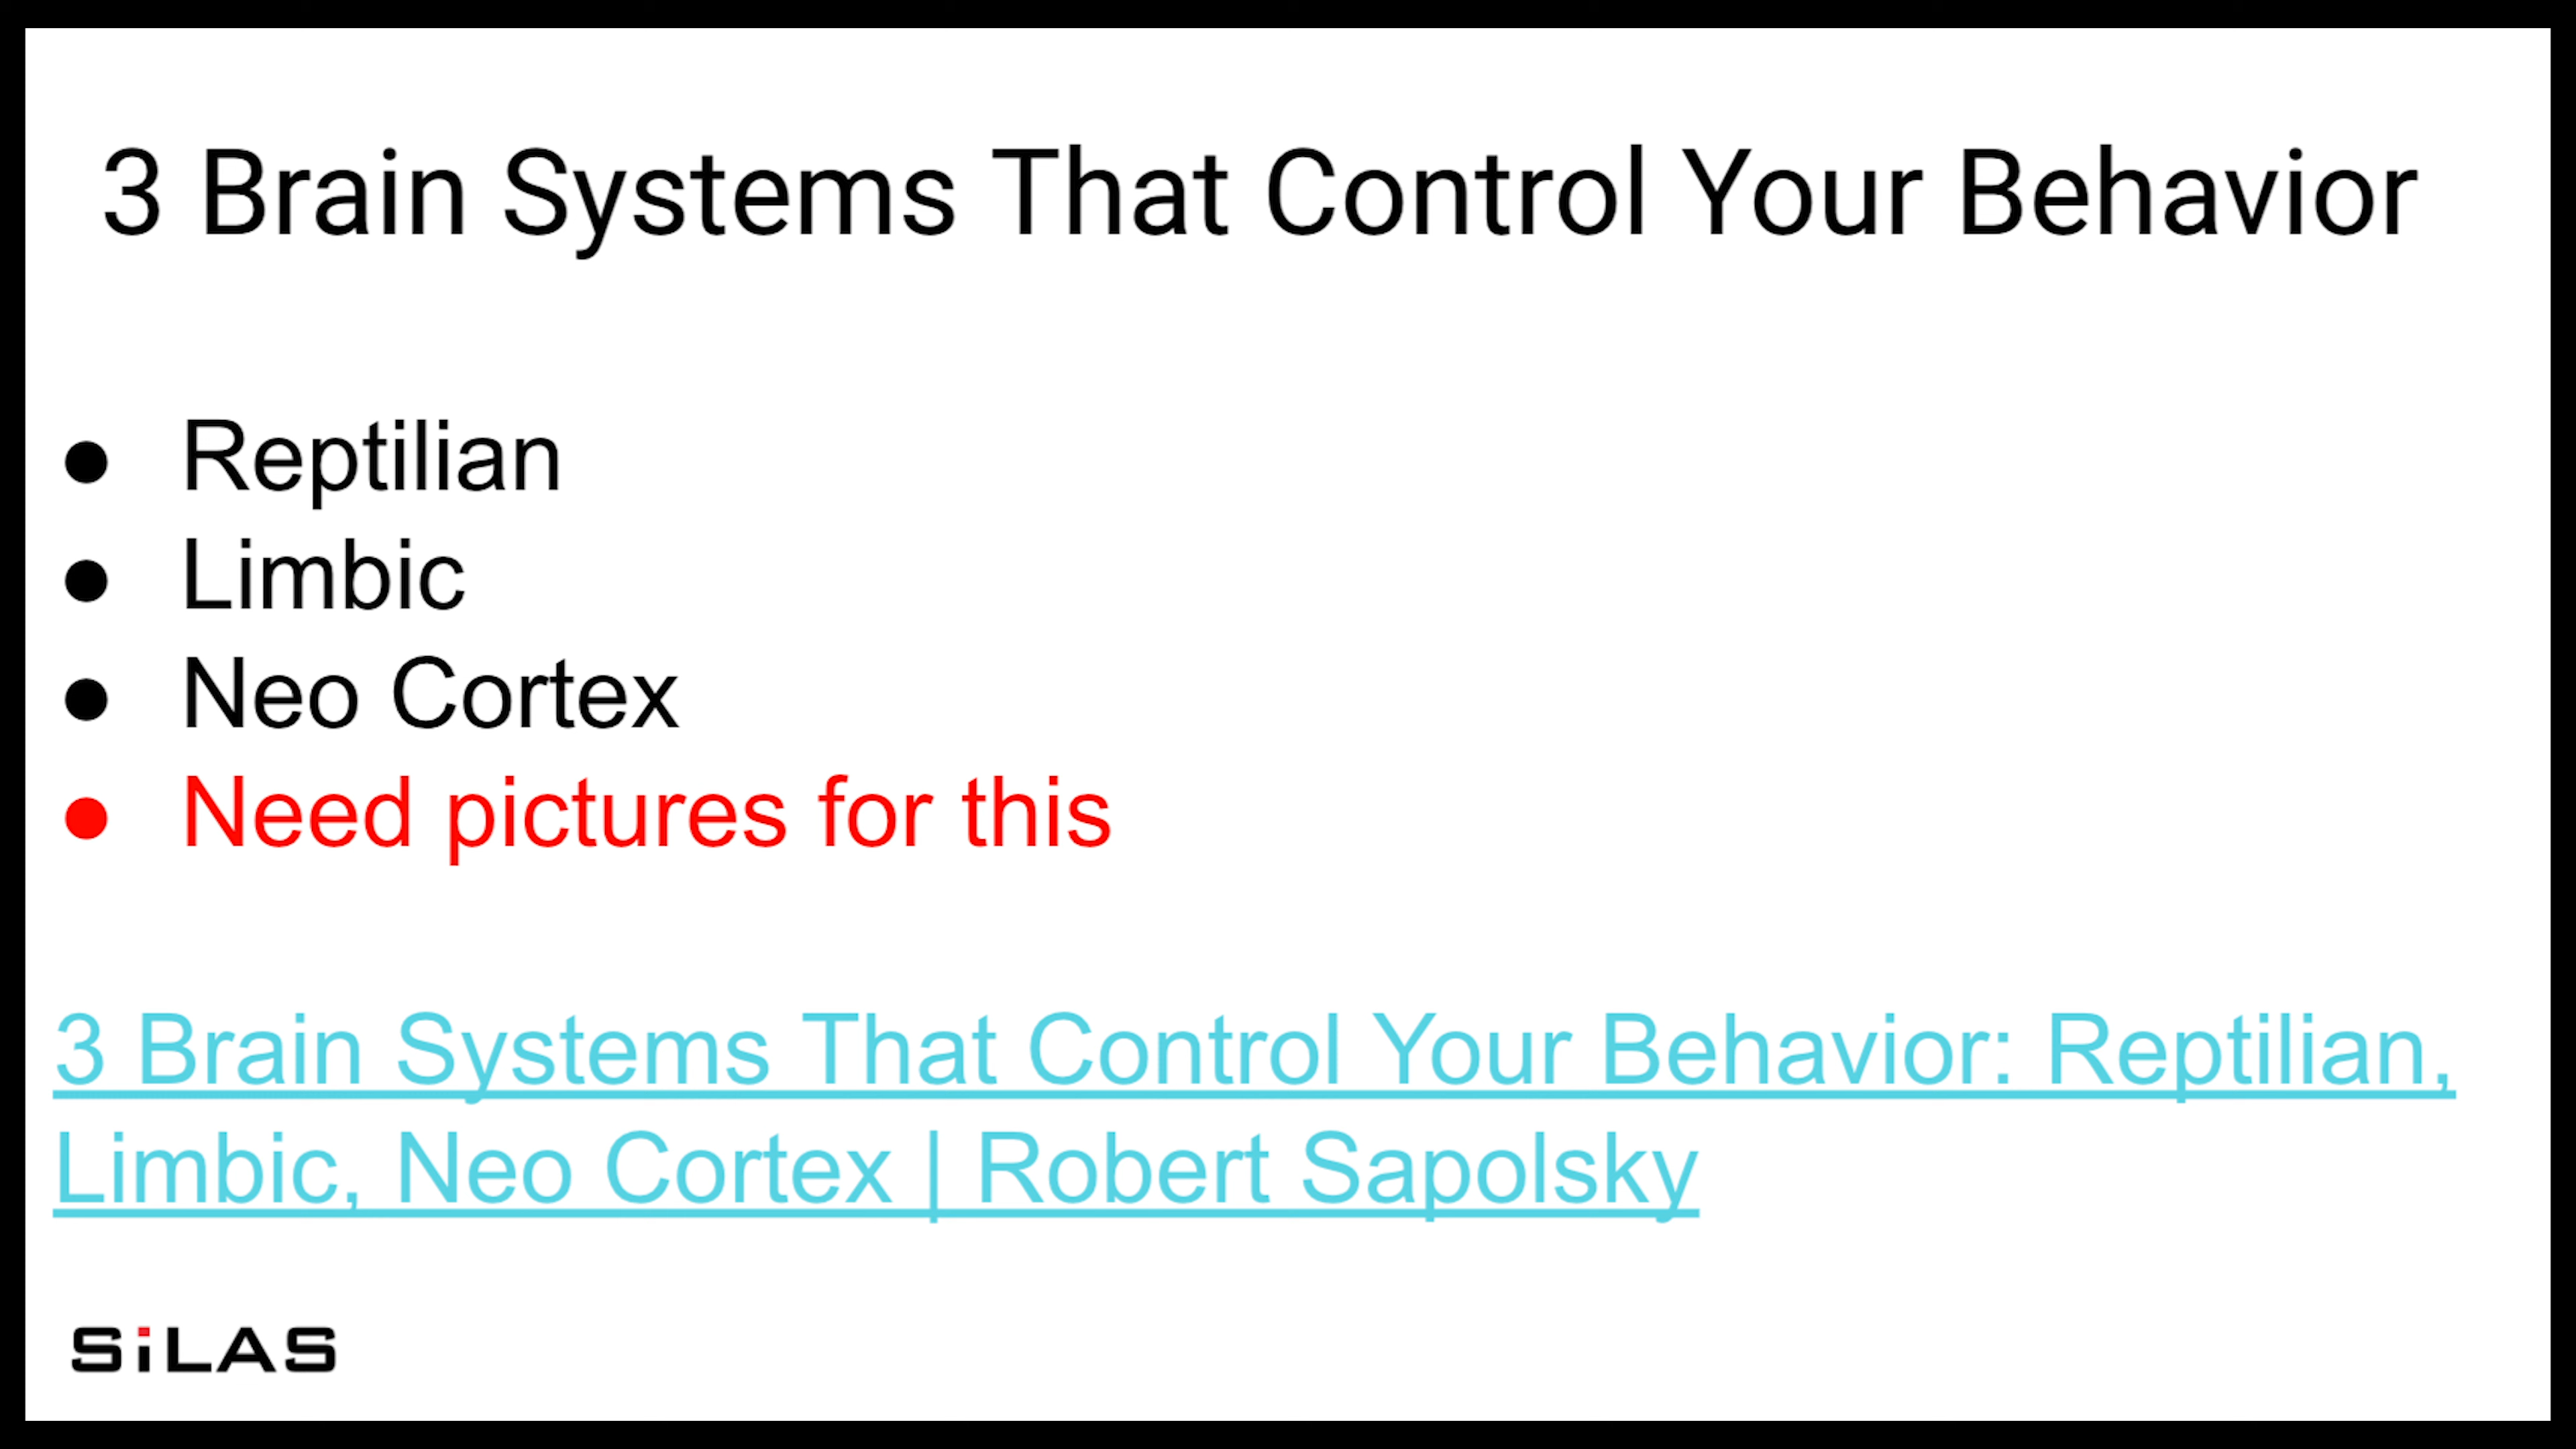 3 Brain Systems That Control Your Behavior
● Reptilian
● Limbic
● Neo Cortex
● Need pictures for this
3 Brain Systems That Control Your Behavior: Reptilian,
Limbic, Neo Cortex | Robert Sapolsky
SiLAS